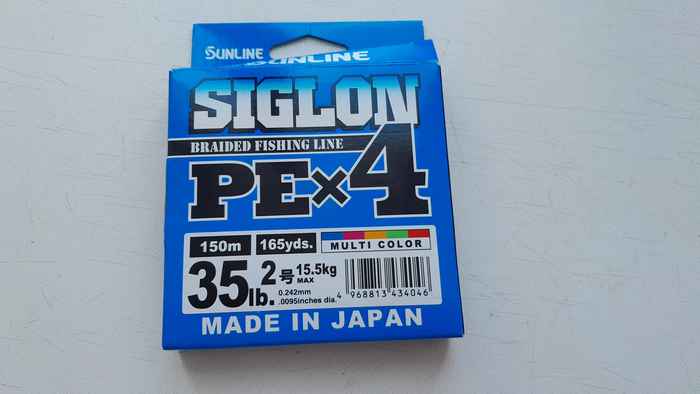 SUNLINE
SUNLINE
SIGLON
BRAIDED FISHING LINE
PE×4
150m 165yds. MULTI COLOR
35lb. 2号 15.5kg MAX
0.242mm
.0095inches dia.
4 968813 434046
MADE IN JAPAN